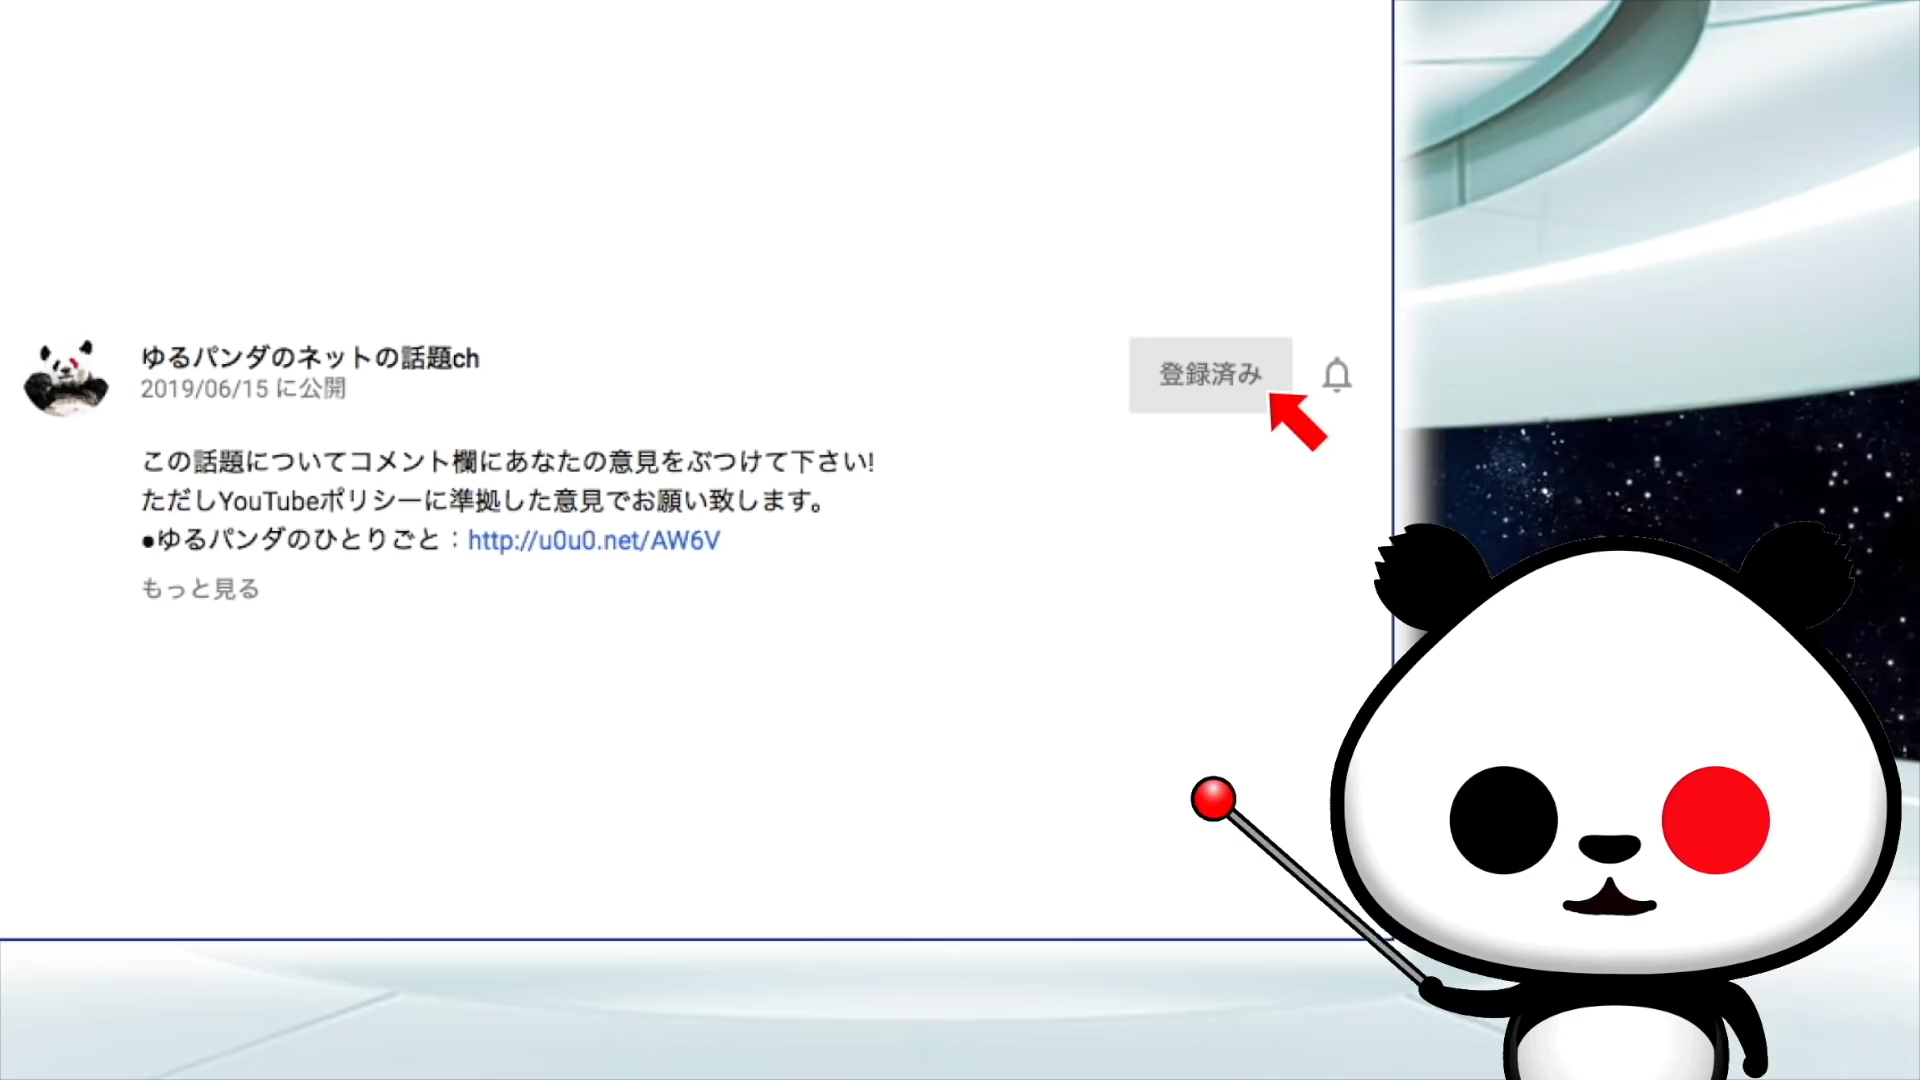 ゆるパンダのネットの話題ch
2019/06/15 に公開
登録済み
この話題についてコメント欄にあなたの意見をぶつけて下さい!
ただしYouTubeポリシーに準拠した意見でお願い致します。
●ゆるパンダのひとりごと：http://u0u0.net/AW6V
もっと見る